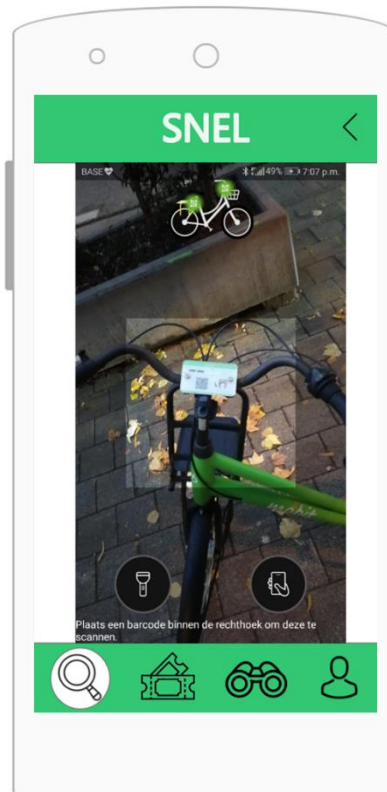 SNEL
BASE 49% 7:07 p.m.
Plaats een barcode binnen de rechthoek om deze te
scannen.